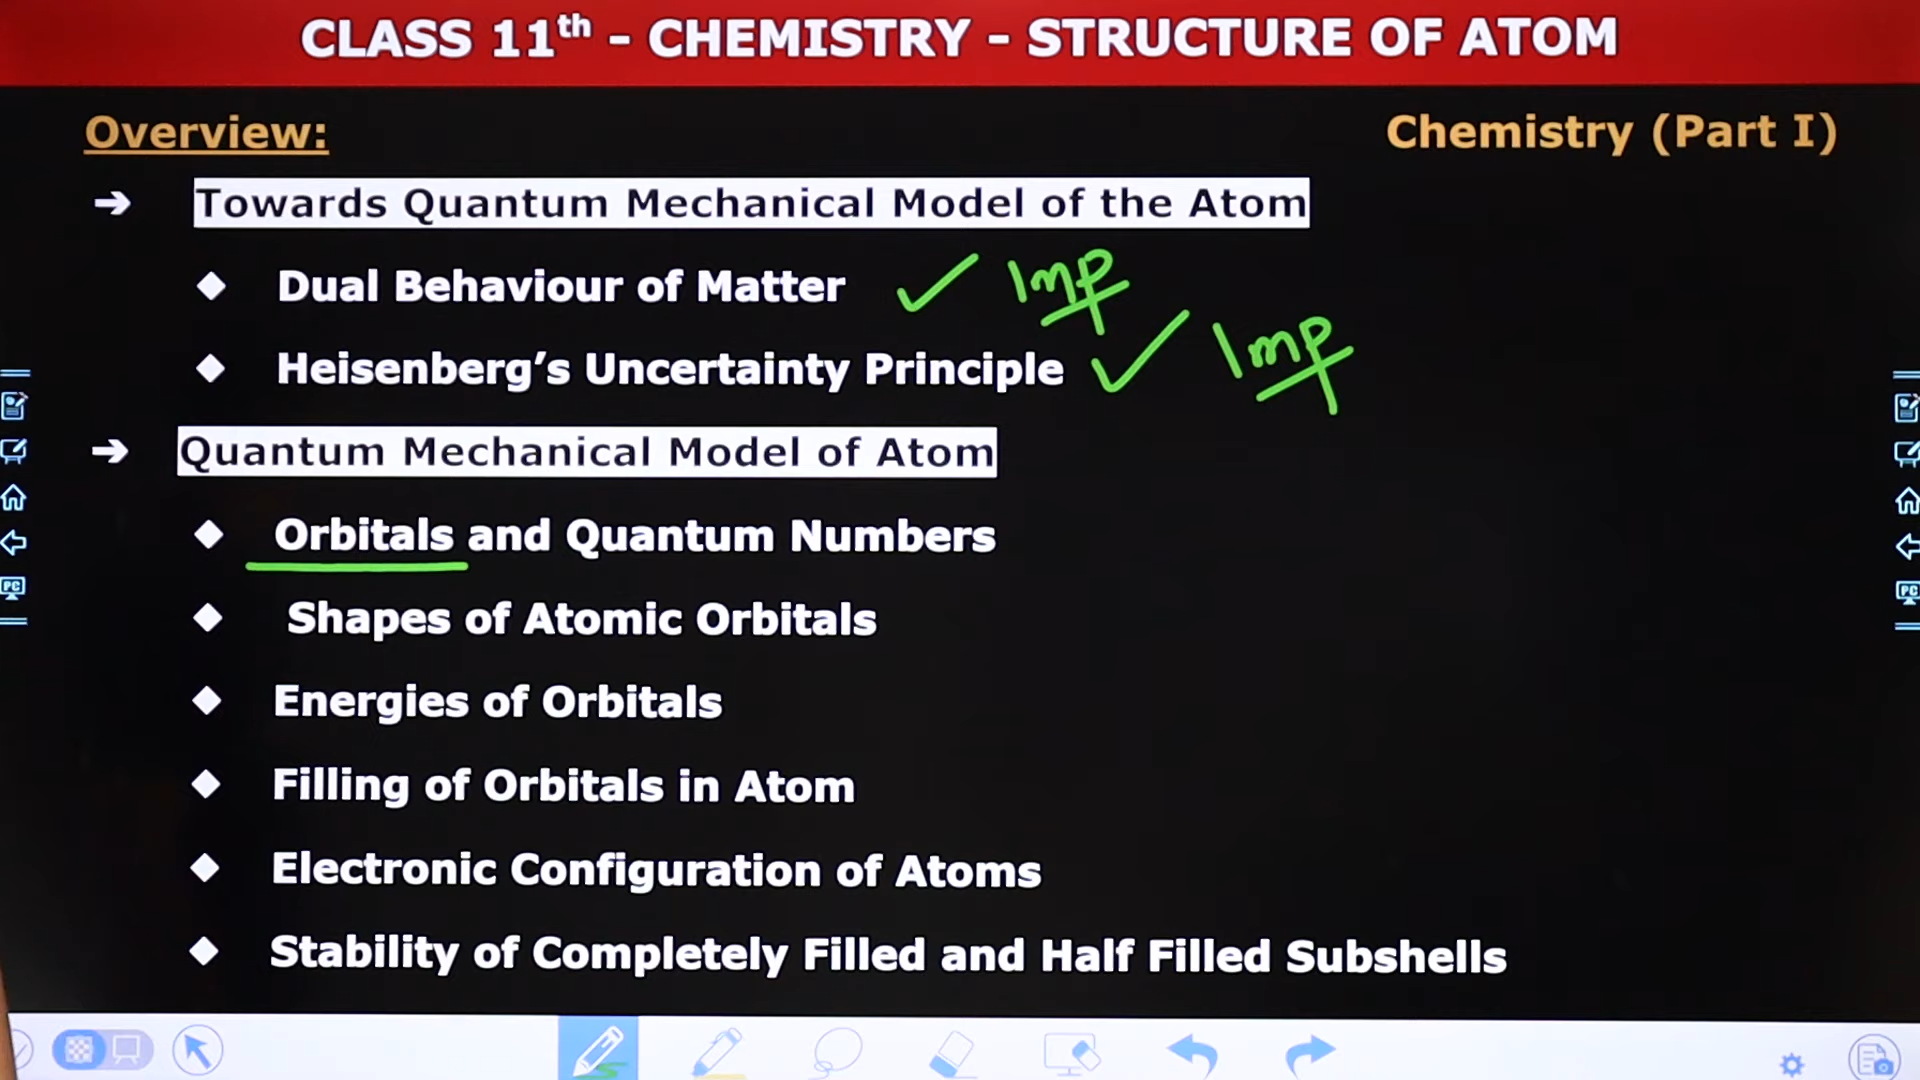 CLASS 11th - CHEMISTRY - STRUCTURE OF ATOM
Overview:
Chemistry (Part I)
➔ Towards Quantum Mechanical Model of the Atom
◆ Dual Behaviour of Matter ✓ Imp
◆ Heisenberg’s Uncertainty Principle ✓ Imp
➔ Quantum Mechanical Model of Atom
◆ Orbitals and Quantum Numbers
◆ Shapes of Atomic Orbitals
◆ Energies of Orbitals
◆ Filling of Orbitals in Atom
◆ Electronic Configuration of Atoms
◆ Stability of Completely Filled and Half Filled Subshells
PC
PC